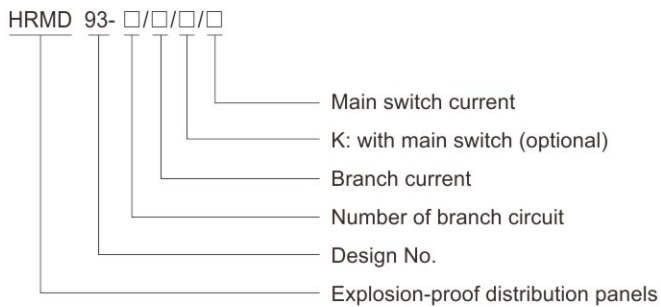 HRMD 93- □/□/□/□
Main switch current
K: with main switch (optional)
Branch current
Number of branch circuit
Design No.
Explosion-proof distribution panels